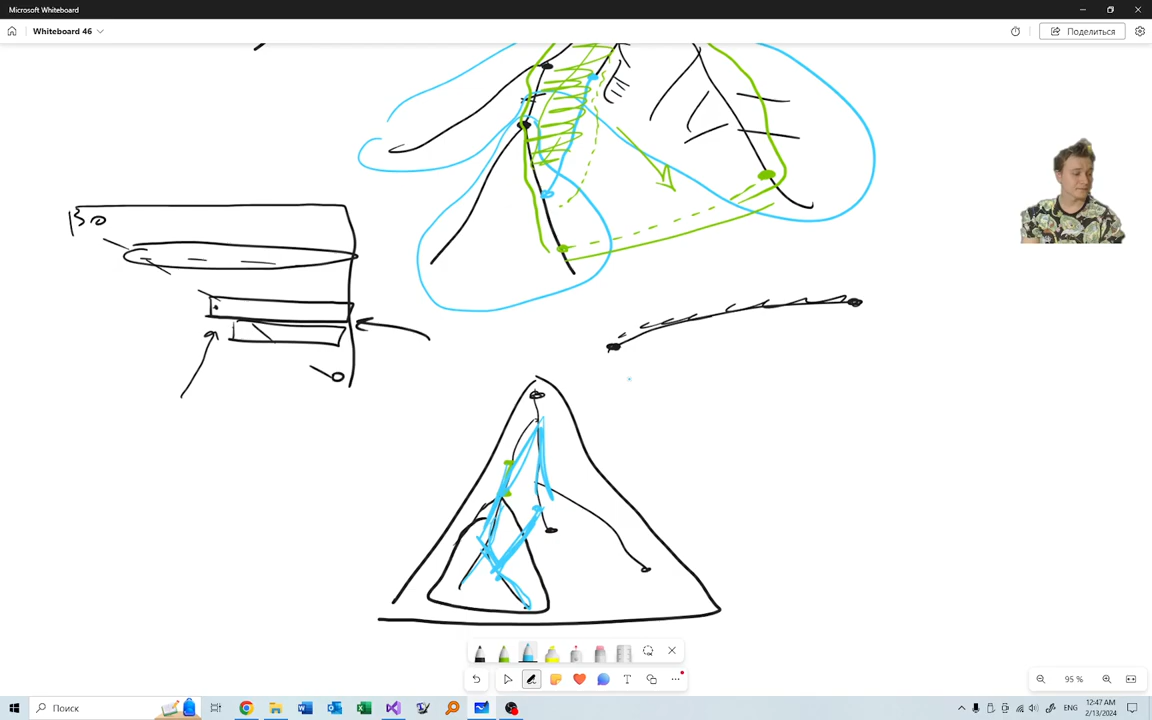 Microsoft Whiteboard
Whiteboard 46
Поделиться
95 %
Поиск
ENG
12:47 AM
2/13/2024